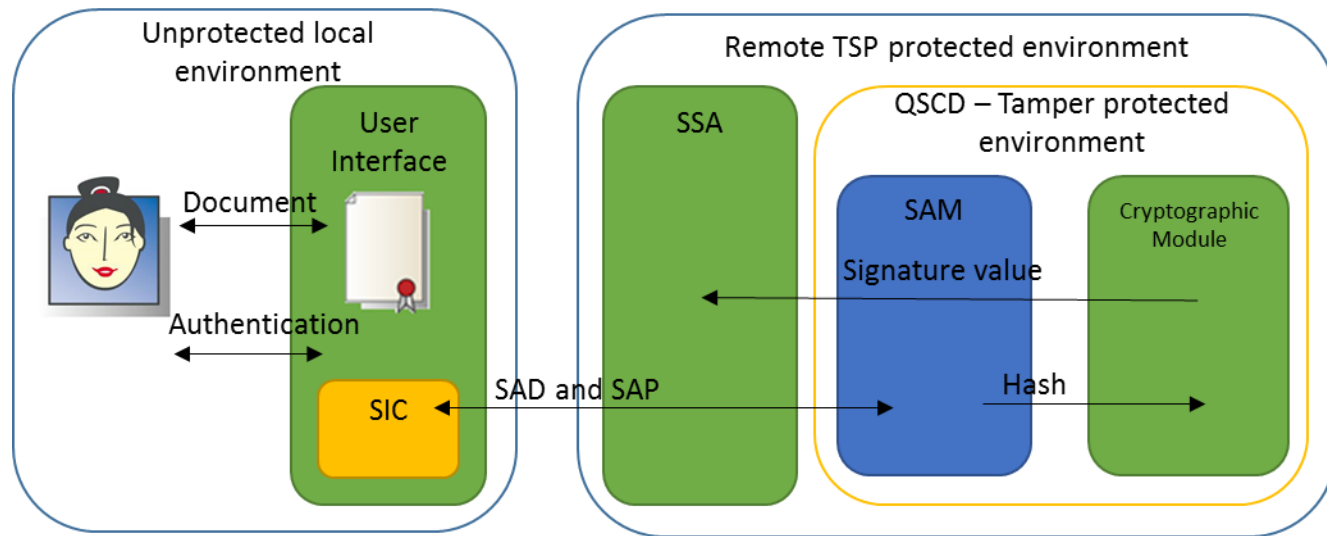 Unprotected local
environment
User
Interface
Document
Authentication
SIC
SAD and SAP
Remote TSP protected environment
SSA
QSCD – Tamper protected
environment
SAM
Cryptographic
Module
Signature value
Hash